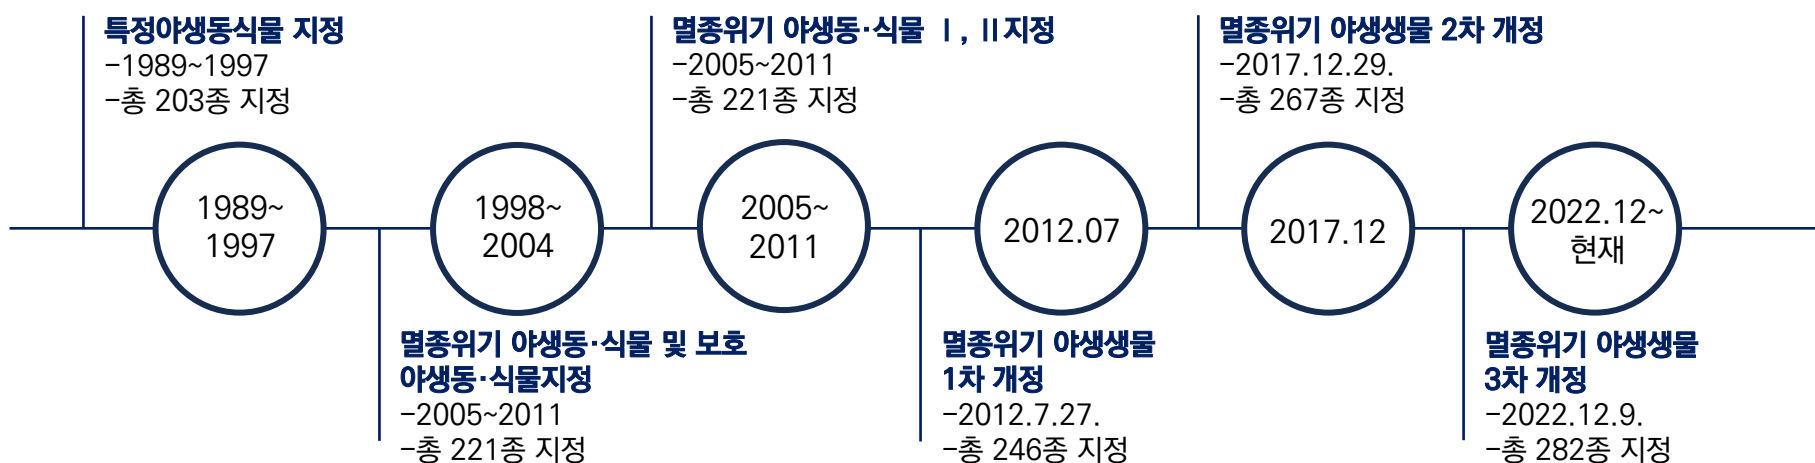 특정야생동식물 지정
-1989~1997
-총 203종 지정
멸종위기 야생동·식물 Ⅰ, Ⅱ지정
-2005~2011
-총 221종 지정
멸종위기 야생생물 2차 개정
-2017.12.29.
-총 267종 지정
1989~
1997
1998~
2004
2005~
2011
2012.07
2017.12
2022.12~
현재
멸종위기 야생동·식물 및 보호
야생동·식물지정
-2005~2011
-총 221종 지정
멸종위기 야생생물
1차 개정
-2012.7.27.
-총 246종 지정
멸종위기 야생생물
3차 개정
-2022.12.9.
-총 282종 지정